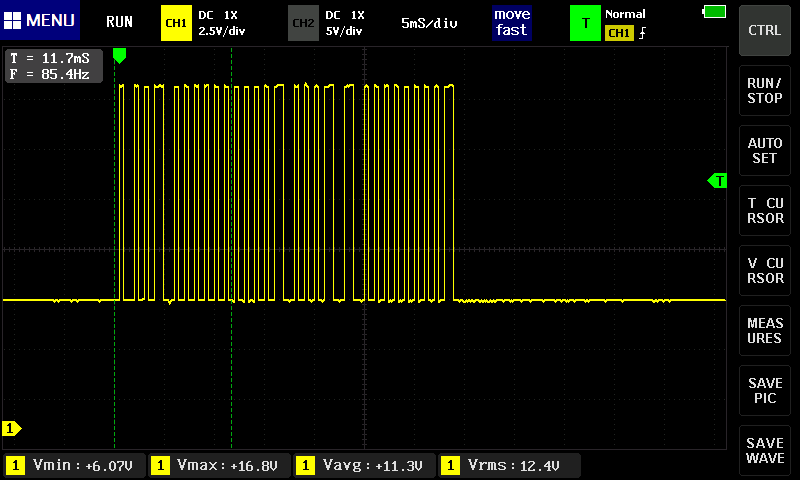 MENU
RUN
CH1
DC 1X
2.5V/div
CH2
DC 1X
5V/div
5mS/div
move
fast
T
Normal
CH1
CTRL
T = 11.7mS
F = 85.4Hz
RUN/
STOP
AUTO
SET
T
T CU
RSOR
V CU
RSOR
MEAS
URES
SAVE
PIC
1
SAVE
WAVE
1 Vmin : +6.07V
1 Vmax : +16.8V
1 Vavg : +11.3V
1 Vrms : 12.4V